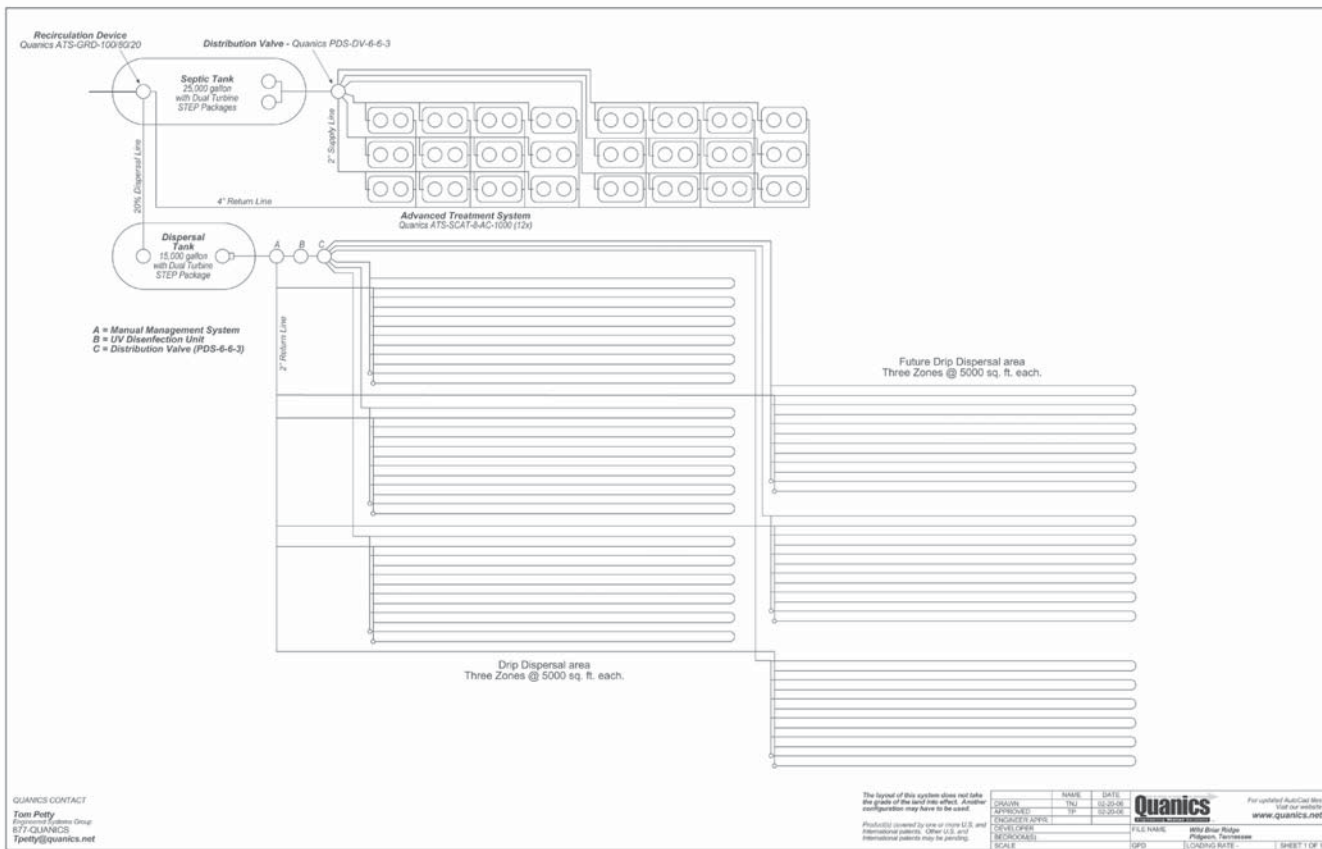 Recirculation Device
Quanics ATS-GRD-100/80/20
Distribution Valve - Quanics PDS-DV-6-6-3
Septic Tank
25,000 gallon
with Dual Turbine
STEP Packages
20% Dispersal Line
2" Supply Line
4" Return Line
Advanced Treatment System
Quanics ATS-SCAT-8-AC-1000 (12x)
Dispersal
Tank
15,000 gallon
with Dual Turbine
STEP Package
A
B
C
A = Manual Management System
B = UV Disenfection Unit
C = Distribution Valve (PDS-6-6-3)
2" Return Line
Future Drip Dispersal area
Three Zones @ 5000 sq. ft. each.
Drip Dispersal area
Three Zones @ 5000 sq. ft. each.
QUANICS CONTACT
Tom Petty
Engineered Systems Group
877-QUANICS
Tpetty@quanics.net
The layout of this system does not take
the grade of the land into effect. Another
configuration may have to be used.
Product(s) covered by one or more U.S. and
International patents. Other U.S. and
International patents may be pending.
NAME DATE
DRAWN TNJ 02-20-06
APPROVED TP 02-20-06
ENGINEER APPR.
DEVELOPER
BEDROOM(S)
SCALE
Quanics
For updated AutoCad files
Visit our website
www.quanics.net
FILE NAME Wild Briar Ridge
Pidgeon, Tennessee
GPD LOADING RATE - SHEET 1 OF 1